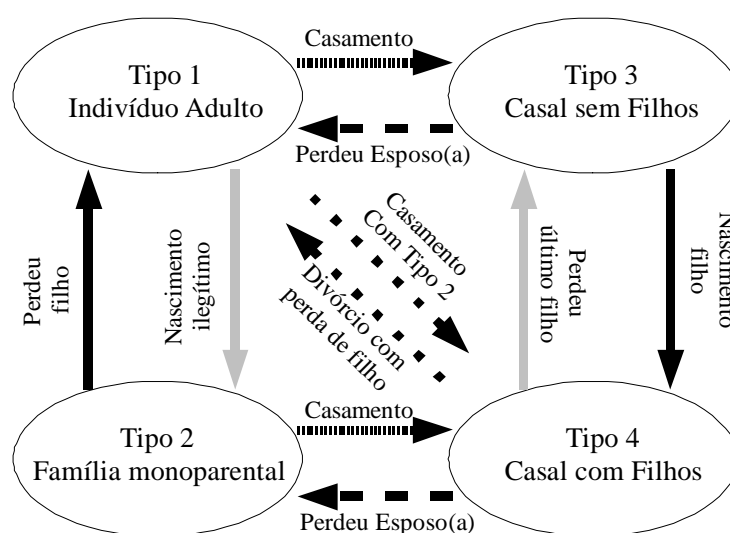 Casamento
Tipo 1
Indivíduo Adulto
Tipo 3
Casal sem Filhos
Perdeu Esposo(a)
Perdeu
filho
Nascimento
ilegítimo
Casamento
Com Tipo 2
Divórcio com
perda de filho
Perdeu
último filho
Nascimento
filho
Tipo 2
Família monoparental
Casamento
Tipo 4
Casal com Filhos
Perdeu Esposo(a)